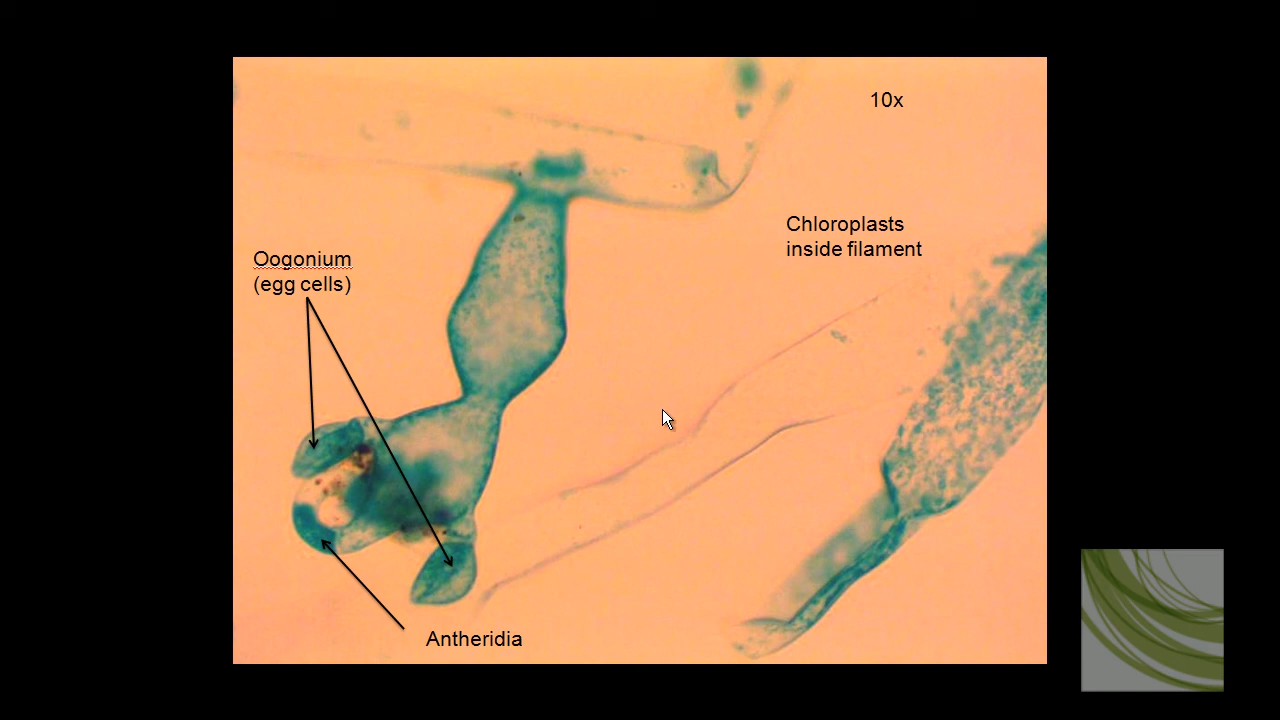 10x
Chloroplasts
inside filament
Oogonium
(egg cells)
Antheridia